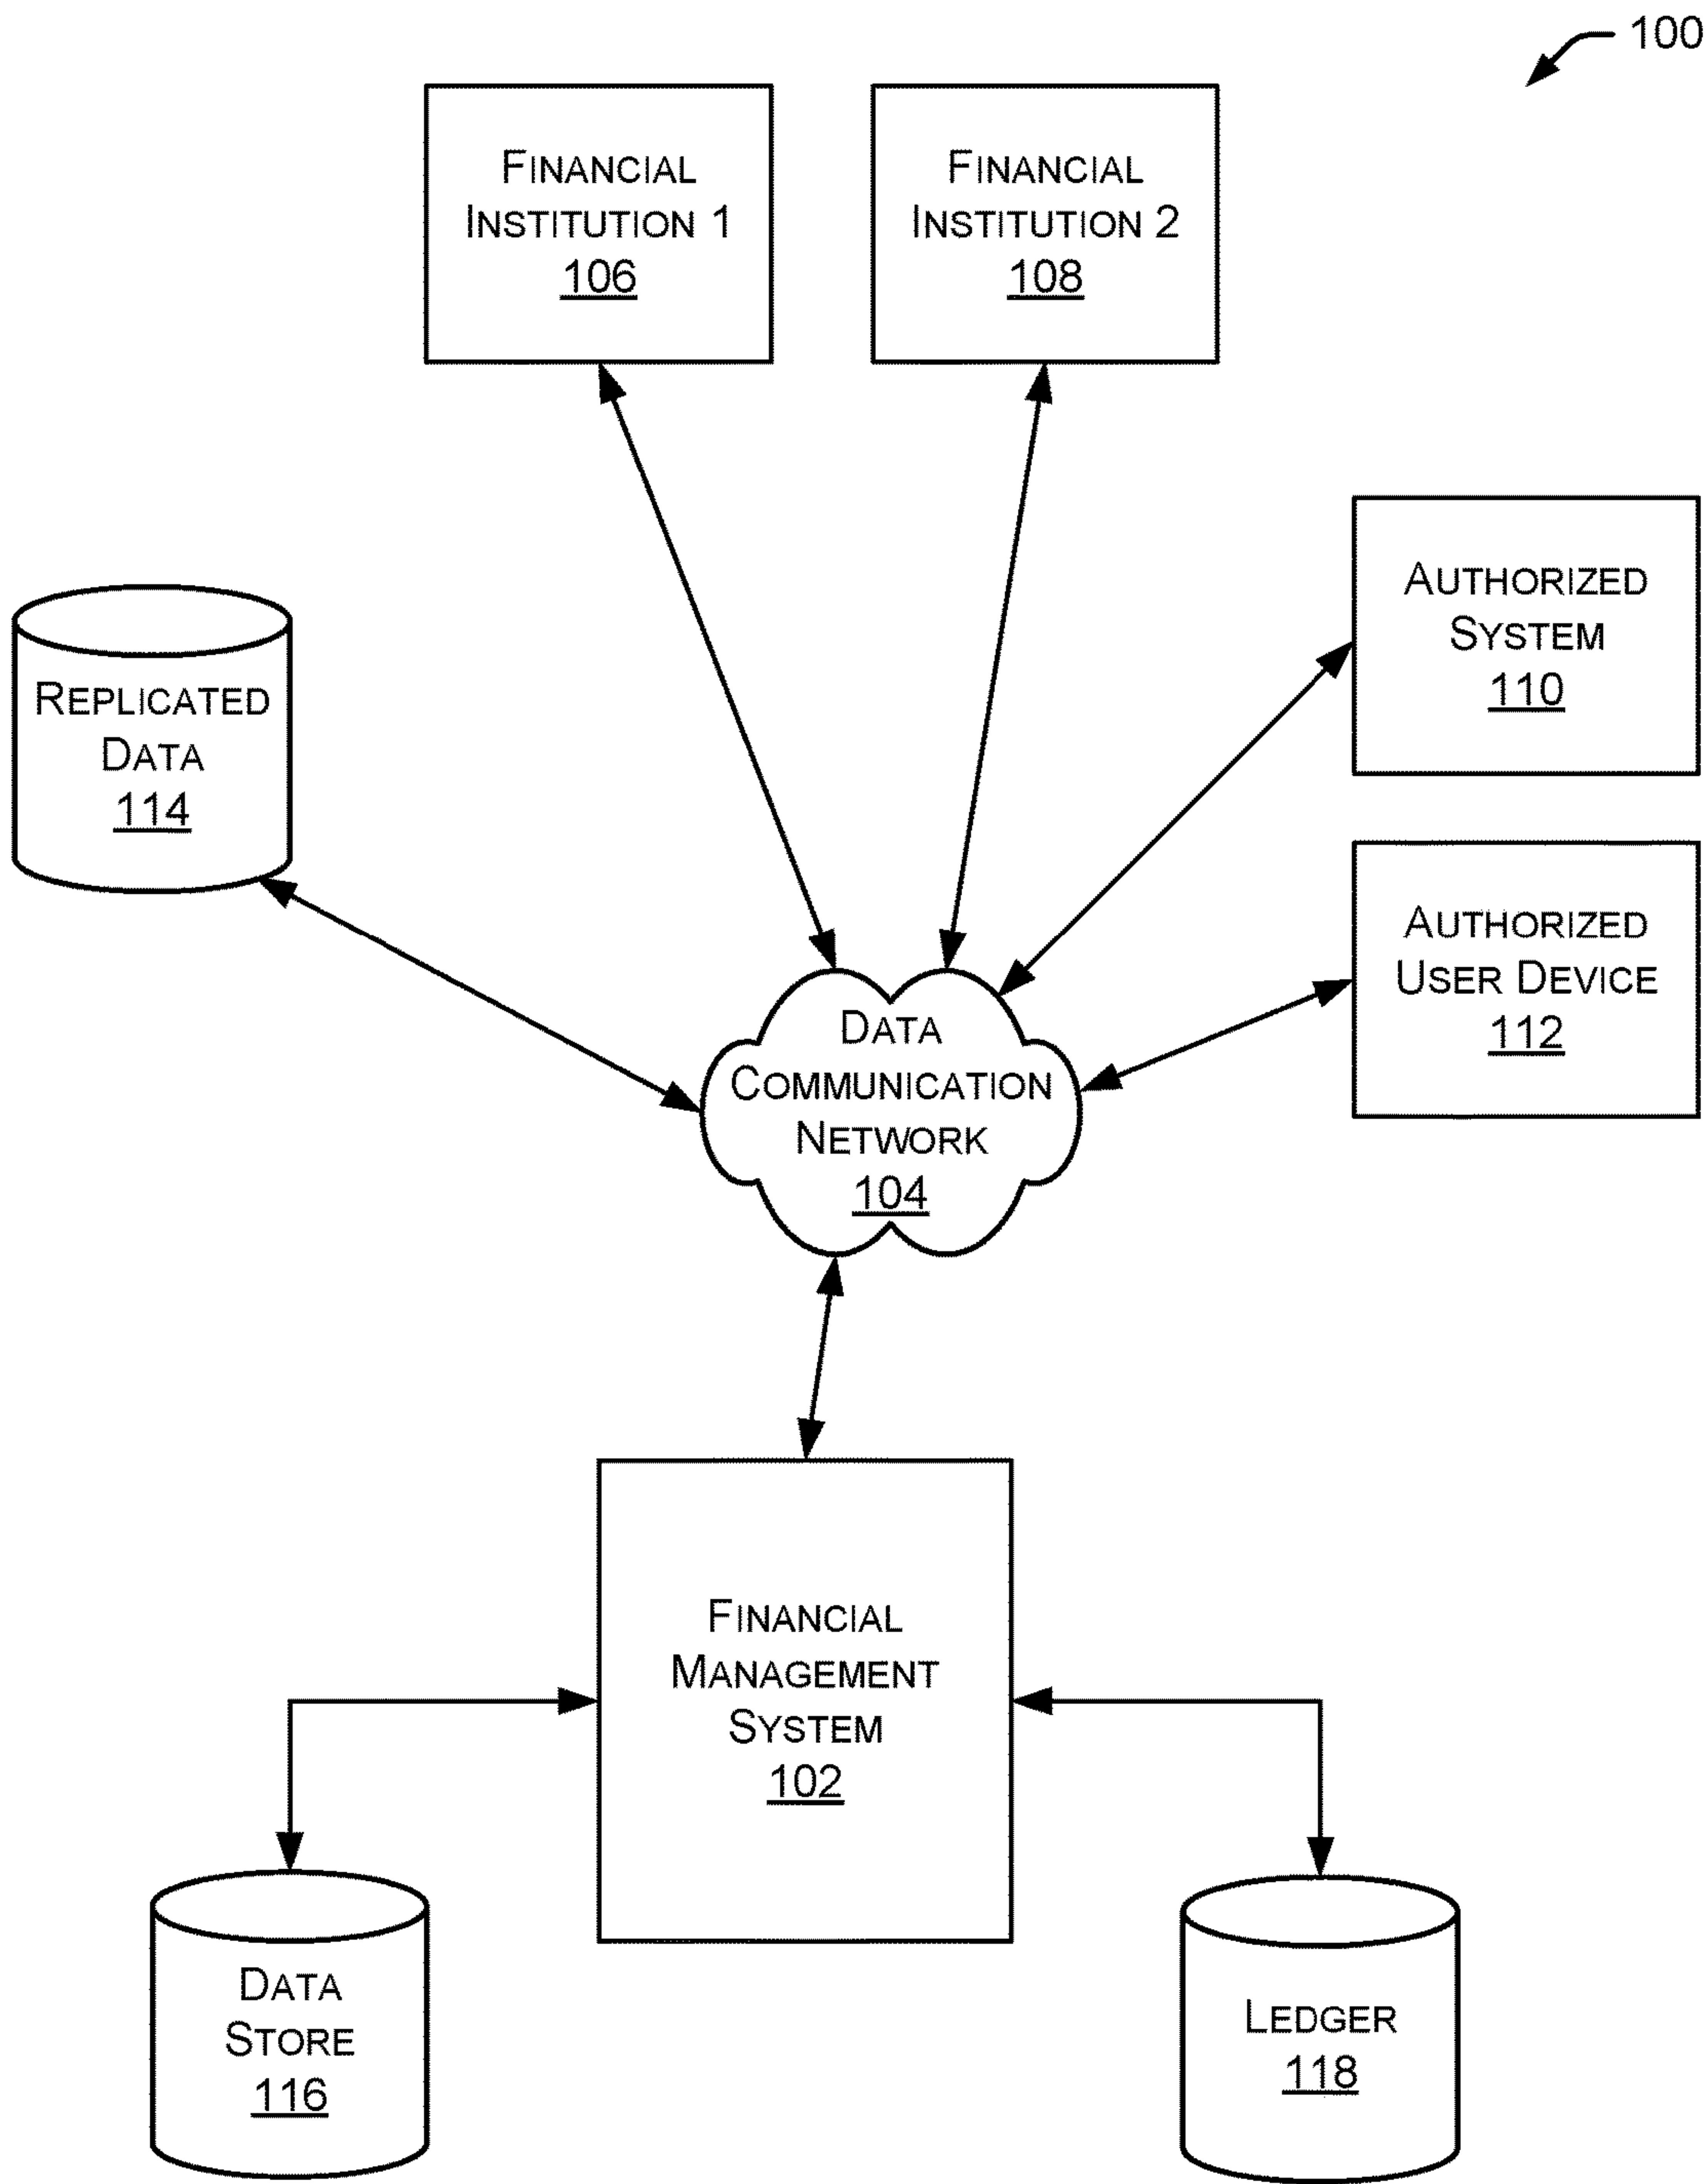 100
FINANCIAL
INSTITUTION 1
106
FINANCIAL
INSTITUTION 2
108
AUTHORIZED
SYSTEM
110
REPLICATED
DATA
114
AUTHORIZED
USER DEVICE
112
DATA
COMMUNICATION
NETWORK
104
FINANCIAL
MANAGEMENT
SYSTEM
102
DATA
STORE
116
LEDGER
118